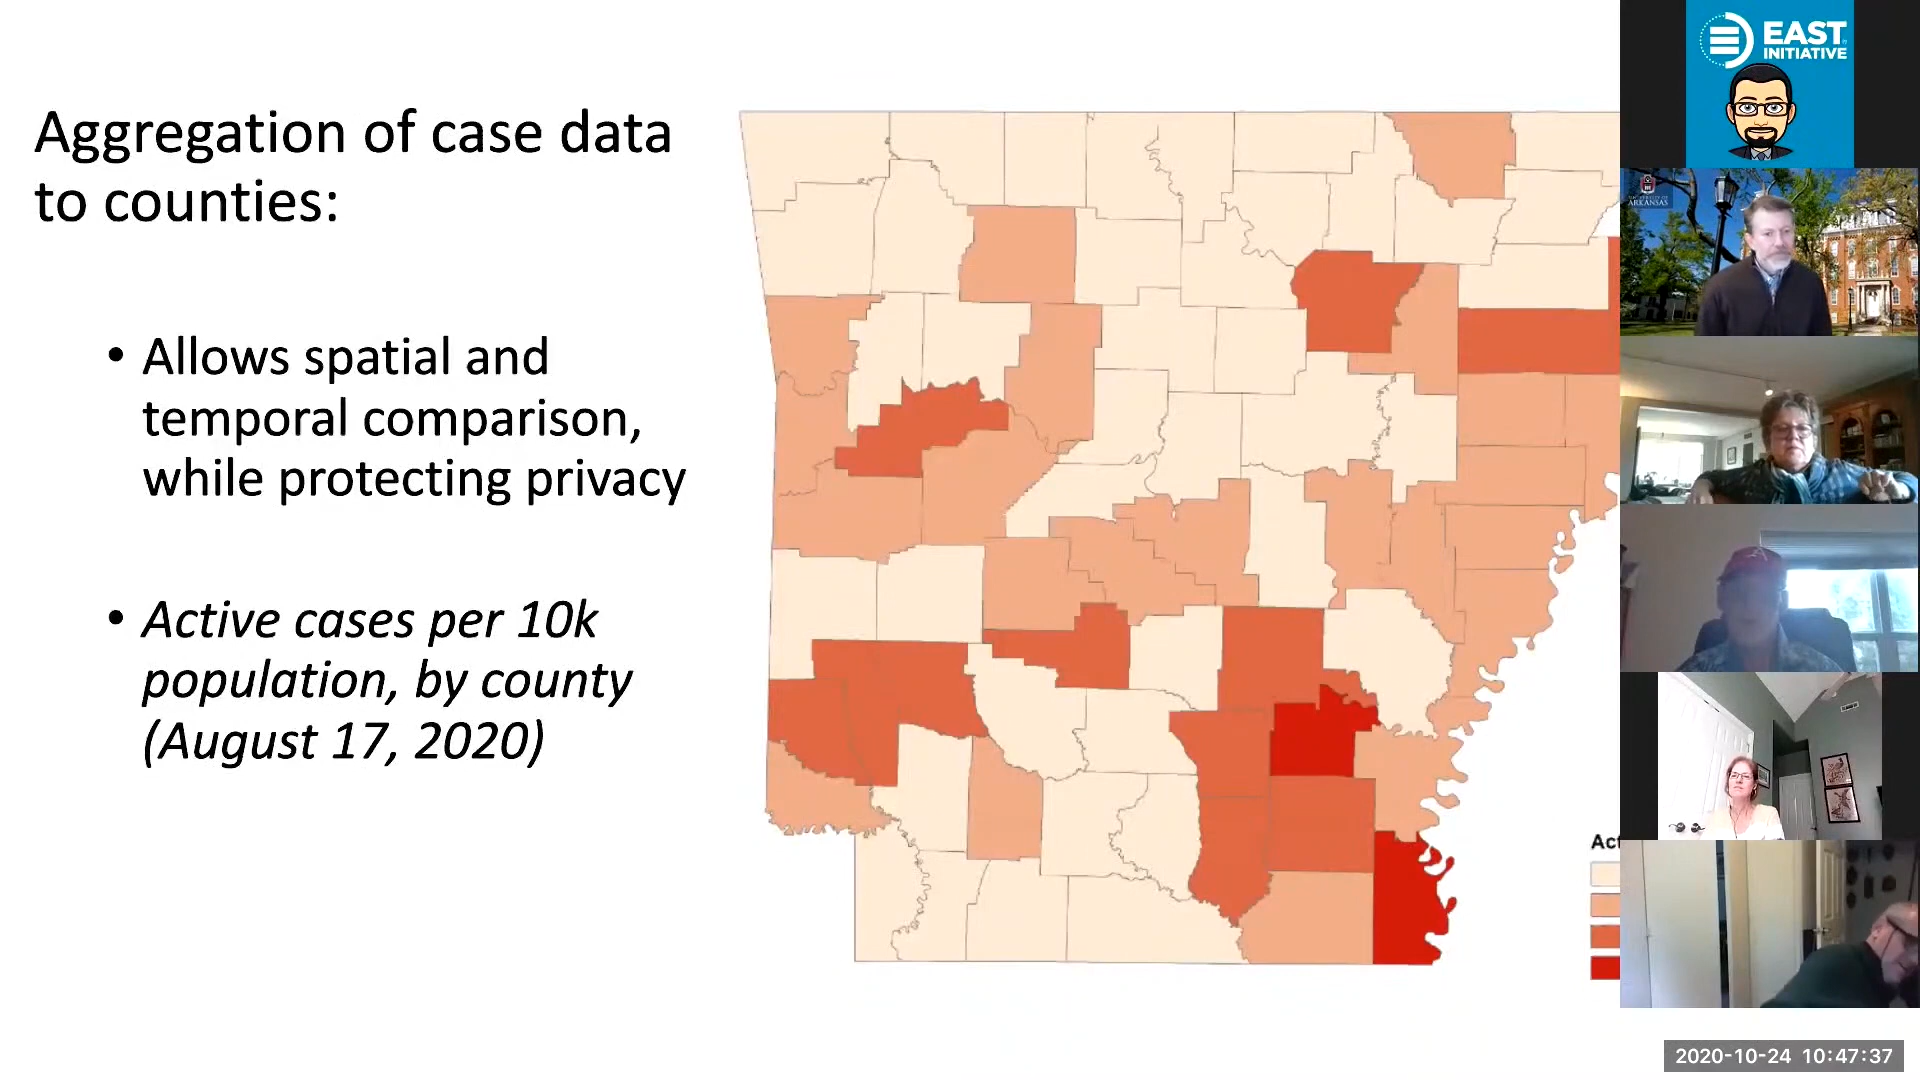 Aggregation of case data
to counties:
• Allows spatial and
temporal comparison,
while protecting privacy
• Active cases per 10k
population, by county
(August 17, 2020)
Act
EAST
INITIATIVE
ARKANSAS
2020-10-24 10:47:37